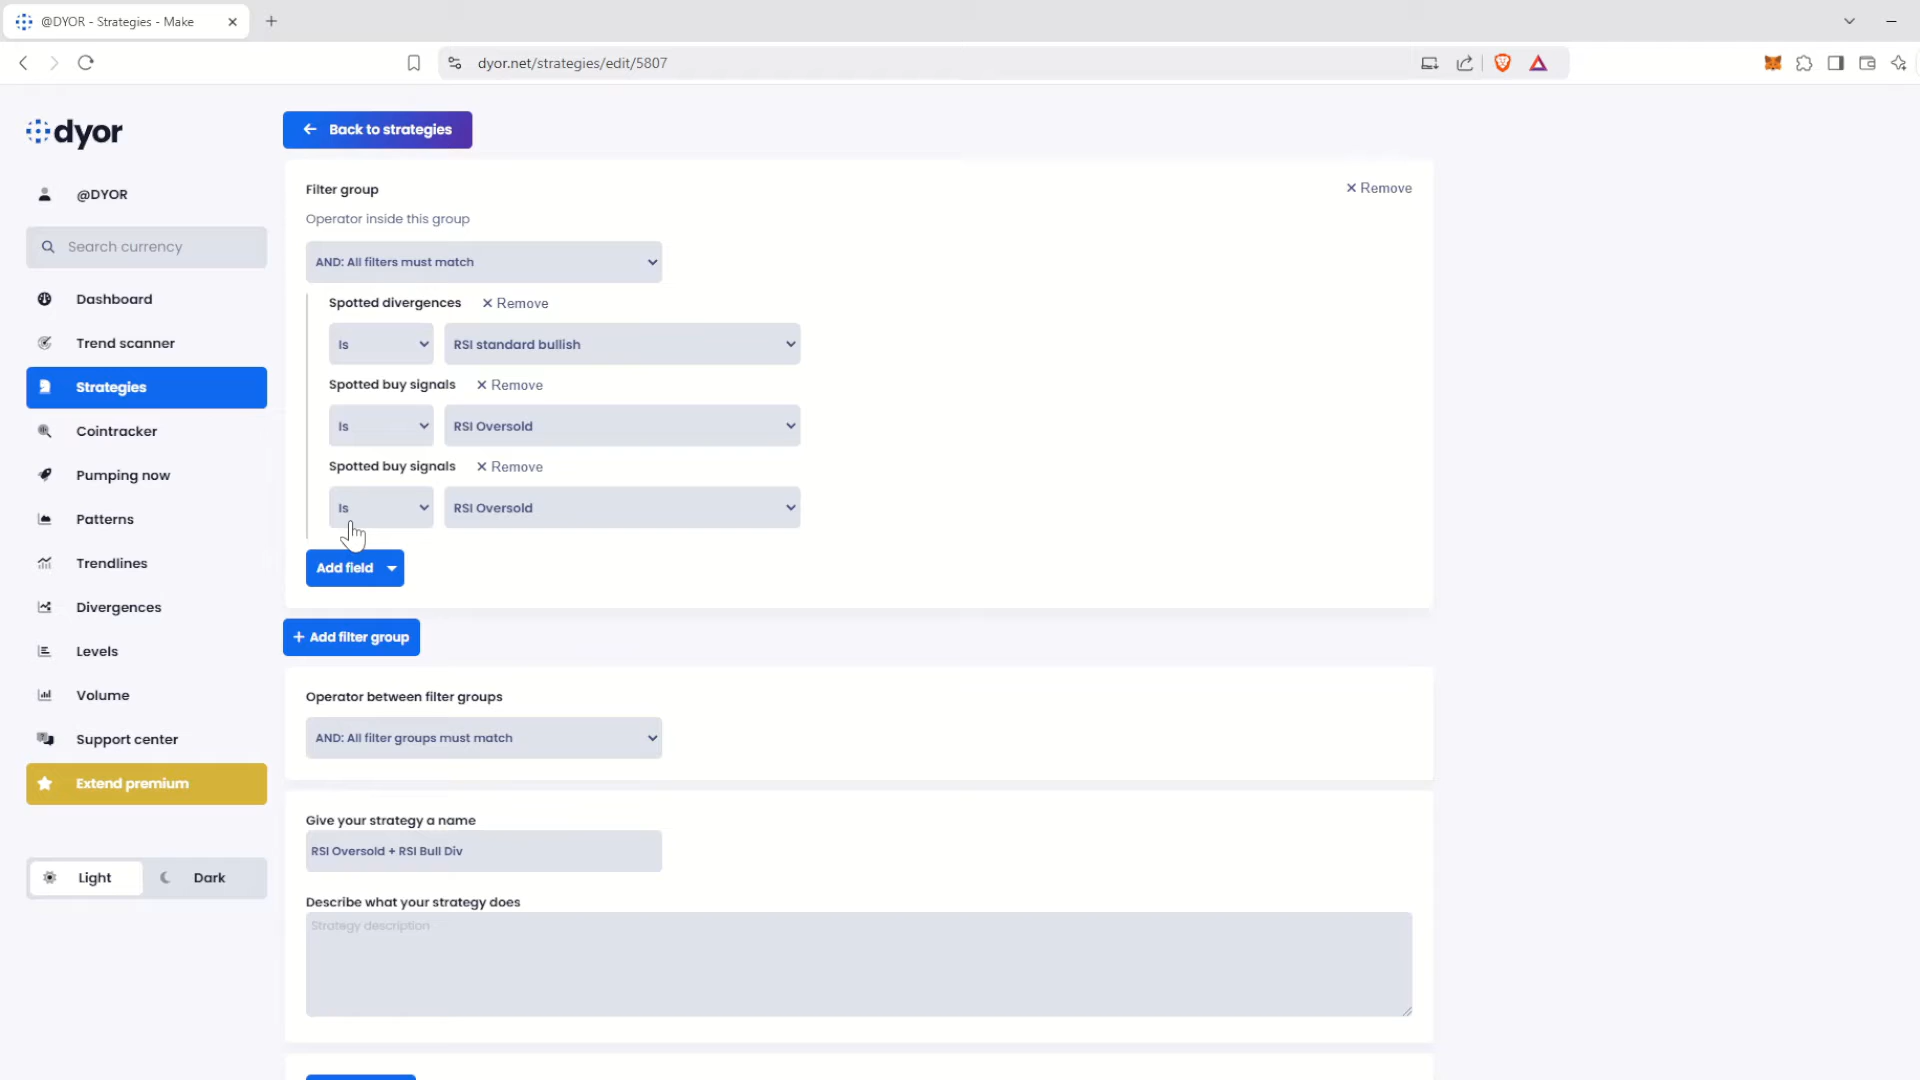 @DYOR - Strategies - Make
dyor.net/strategies/edit/5807
dyor
@DYOR
Search currency
Dashboard
Trend scanner
Strategies
Cointracker
Pumping now
Patterns
Trendlines
Divergences
Levels
Volume
Support center
Extend premium
Light
Dark
Back to strategies
Filter group
Remove
Operator inside this group
AND: All filters must match
Spotted divergences
Remove
Is
RSI standard bullish
Spotted buy signals
Remove
Is
RSI Oversold
Spotted buy signals
Remove
Is
RSI Oversold
Add field
+ Add filter group
Operator between filter groups
AND: All filter groups must match
Give your strategy a name
RSI Oversold + RSI Bull Div
Describe what your strategy does
Strategy description